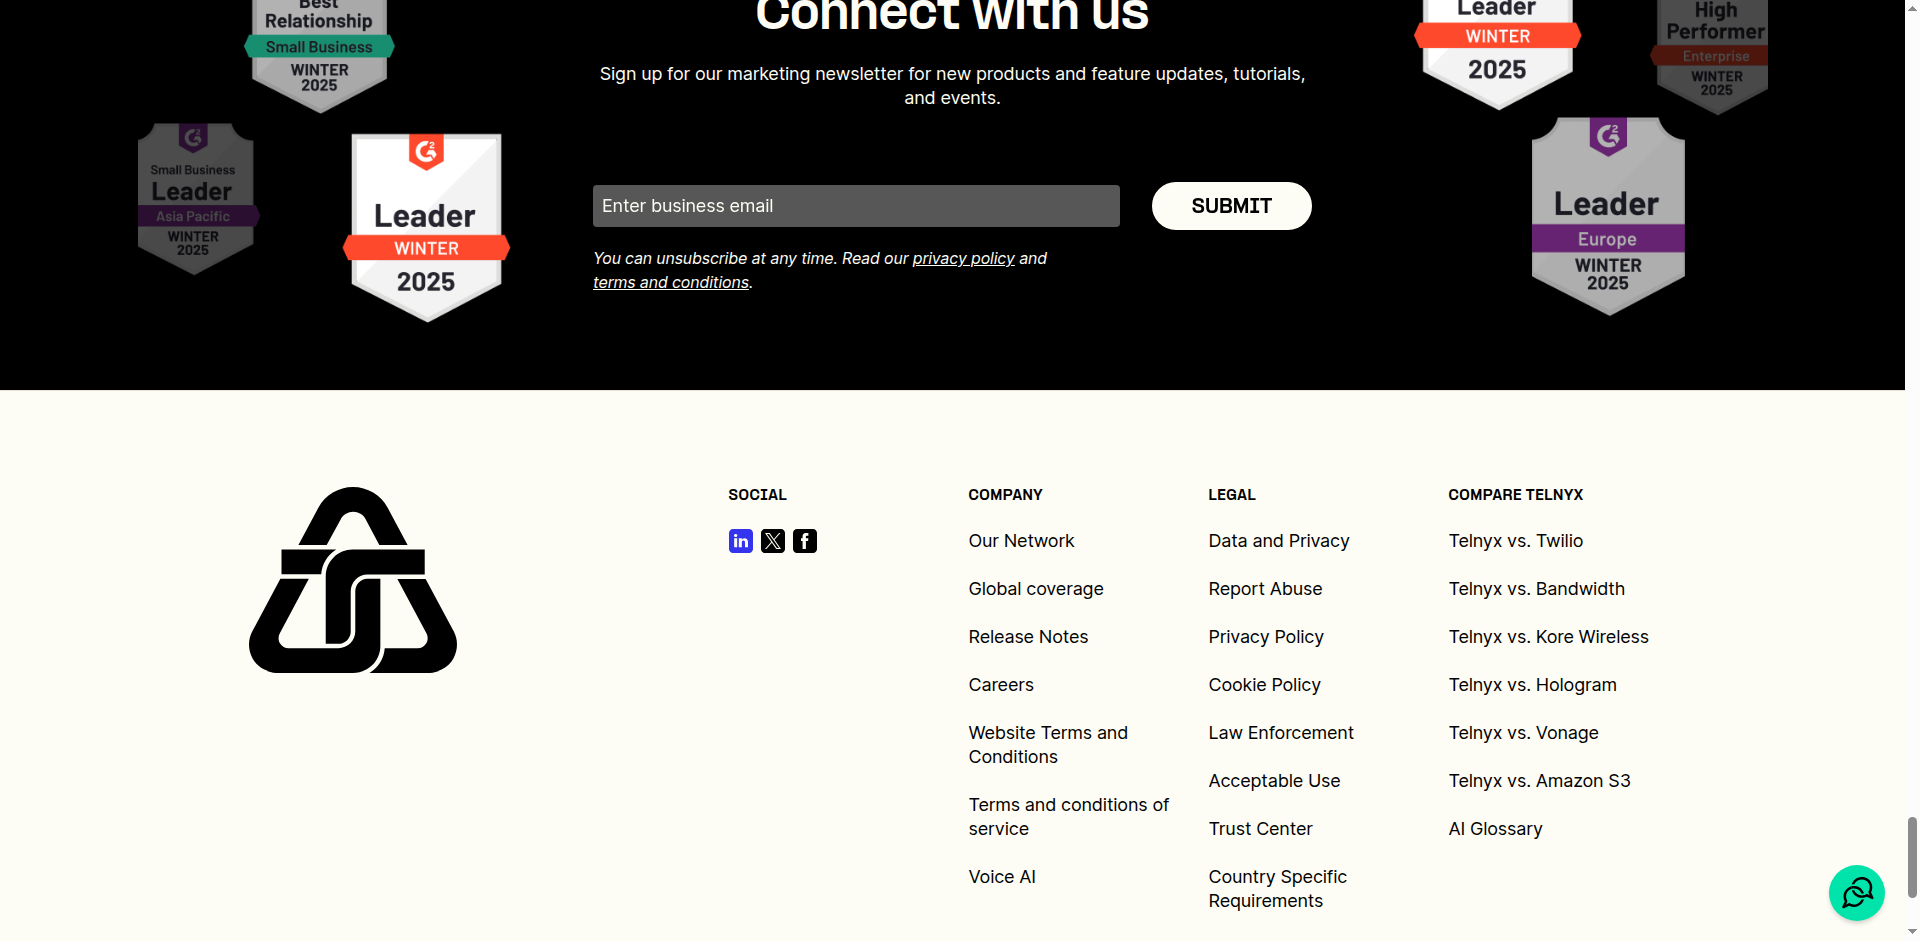 Best
Relationship
Small Business
WINTER
2025
Small Business
Leader
Asia Pacific
WINTER
2025
Leader
WINTER
2025
Connect with us
Sign up for our marketing newsletter for new products and feature updates, tutorials,
and events.
Enter business email
SUBMIT
You can unsubscribe at any time. Read our privacy policy and
terms and conditions.
Leader
WINTER
2025
High
Performer
Enterprise
WINTER
2025
Leader
Europe
WINTER
2025
SOCIAL
COMPANY
Our Network
Global coverage
Release Notes
Careers
Website Terms and
Conditions
Terms and conditions of
service
Voice AI
LEGAL
Data and Privacy
Report Abuse
Privacy Policy
Cookie Policy
Law Enforcement
Acceptable Use
Trust Center
Country Specific
Requirements
COMPARE TELNYX
Telnyx vs. Twilio
Telnyx vs. Bandwidth
Telnyx vs. Kore Wireless
Telnyx vs. Hologram
Telnyx vs. Vonage
Telnyx vs. Amazon S3
AI Glossary